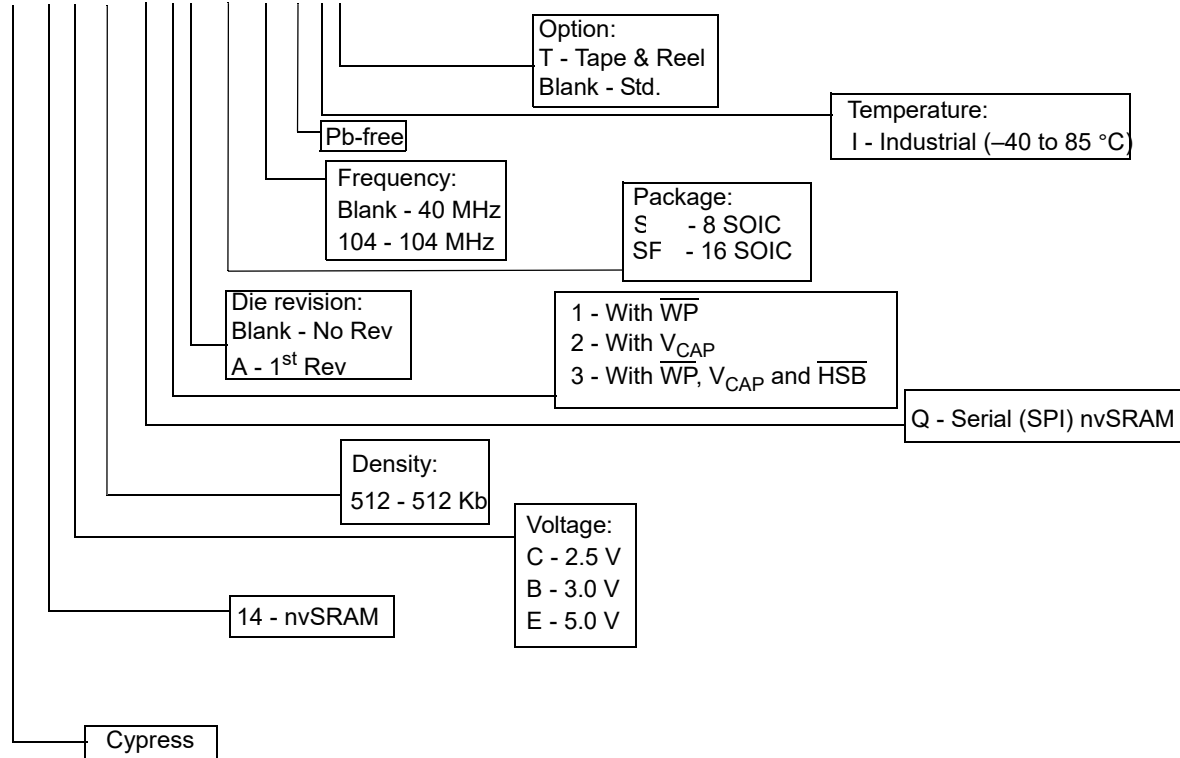 Option:
T - Tape & Reel
Blank - Std.
Temperature:
I - Industrial (–40 to 85 °C)
Pb-free
Frequency:
Blank - 40 MHz
104 - 104 MHz
Package:
S - 8 SOIC
SF - 16 SOIC
Die revision:
Blank - No Rev
A - 1st Rev
1 - With WP
2 - With VCAP
3 - With WP, VCAP and HSB
Q - Serial (SPI) nvSRAM
Density:
512 - 512 Kb
Voltage:
C - 2.5 V
B - 3.0 V
E - 5.0 V
14 - nvSRAM
Cypress